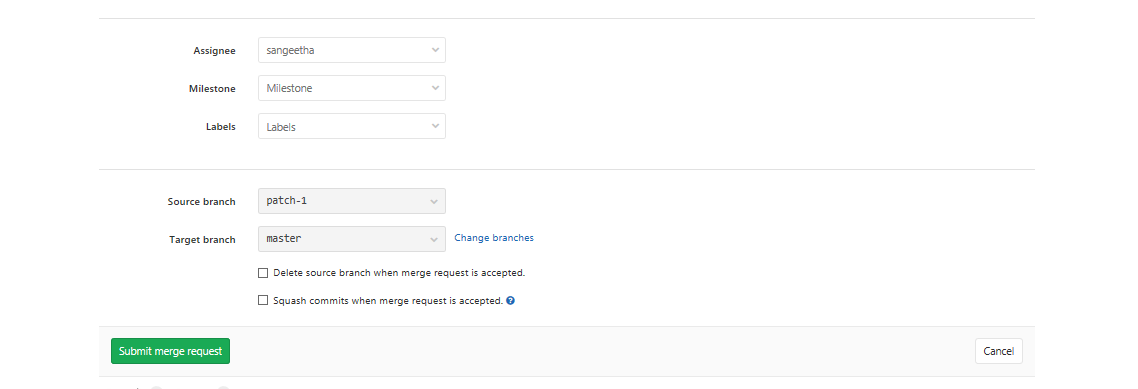 Assignee sangeetha
Milestone Milestone
Labels Labels
Source branch patch-1
Target branch master Change branches
Delete source branch when merge request is accepted.
Squash commits when merge request is accepted. ?
Submit merge request Cancel